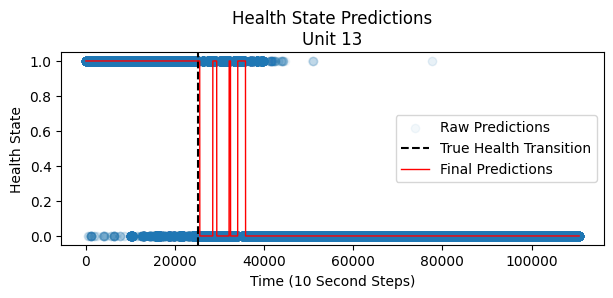 Health State Predictions
Unit 13
Health State
1.0
0.8
0.6
0.4
0.2
0.0
Raw Predictions
True Health Transition
Final Predictions
0
20000
40000
60000
80000
100000
Time (10 Second Steps)